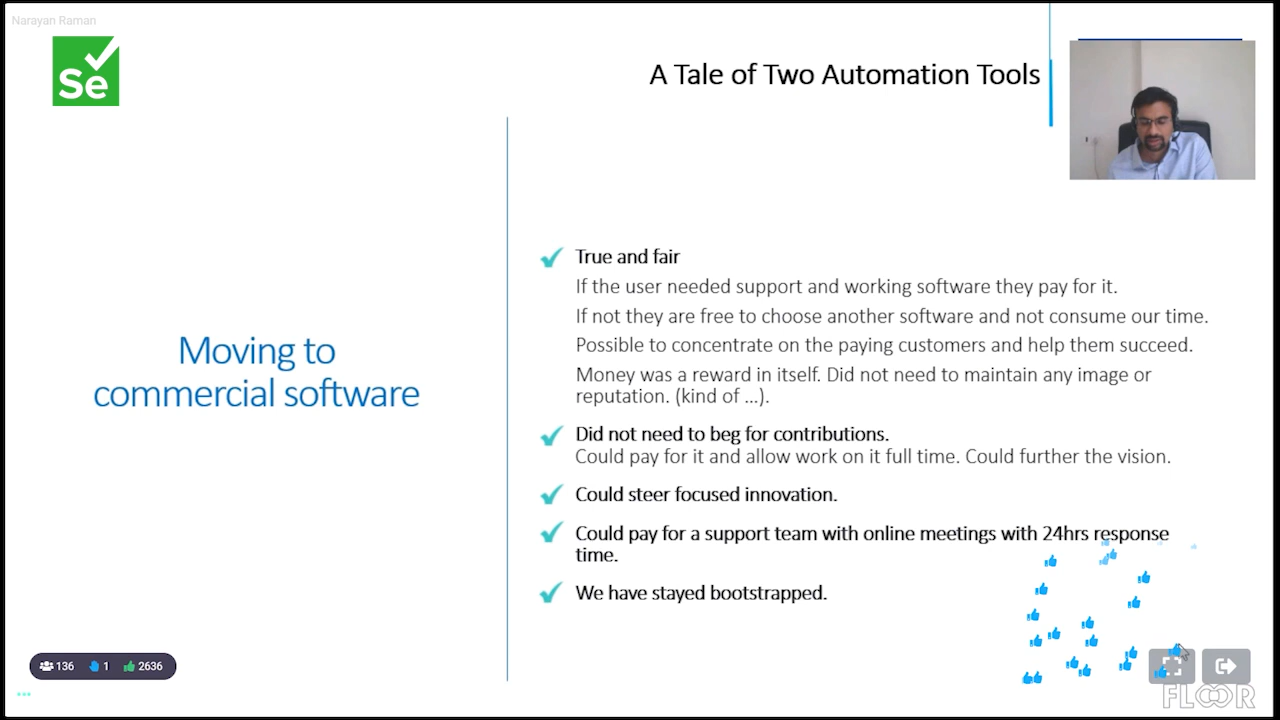 Narayan Raman
Se
A Tale of Two Automation Tools
Moving to
commercial software
True and fair
If the user needed support and working software they pay for it.
If not they are free to choose another software and not consume our time.
Possible to concentrate on the paying customers and help them succeed.
Money was a reward in itself. Did not need to maintain any image or
reputation. (kind of ...).
Did not need to beg for contributions.
Could pay for it and allow work on it full time. Could further the vision.
Could steer focused innovation.
Could pay for a support team with online meetings with 24hrs response
time.
We have stayed bootstrapped.
136 1 2636
FLOOR